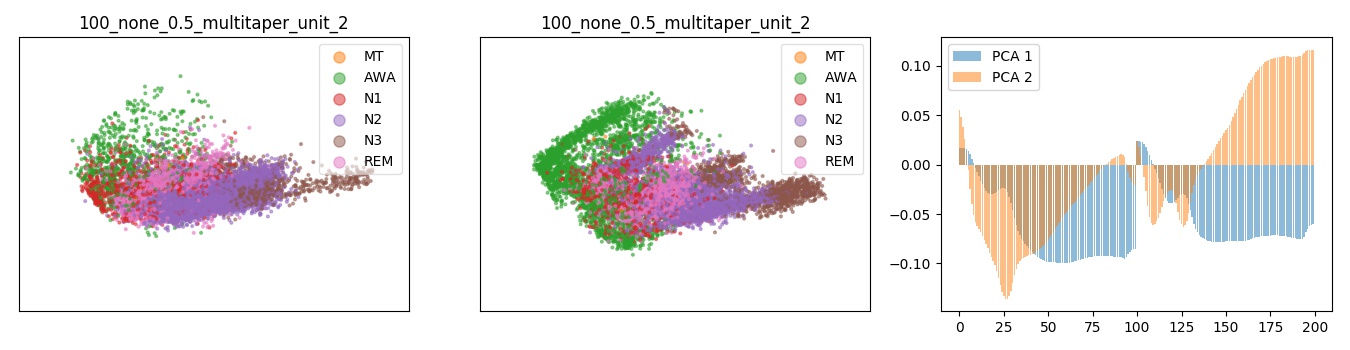 100_none_0.5_multitaper_unit_2
MT
AWA
N1
N2
N3
REM
100_none_0.5_multitaper_unit_2
MT
AWA
N1
N2
N3
REM
PCA 1
PCA 2
0.10
0.05
0.00
−0.05
−0.10
0 25 50 75 100 125 150 175 200